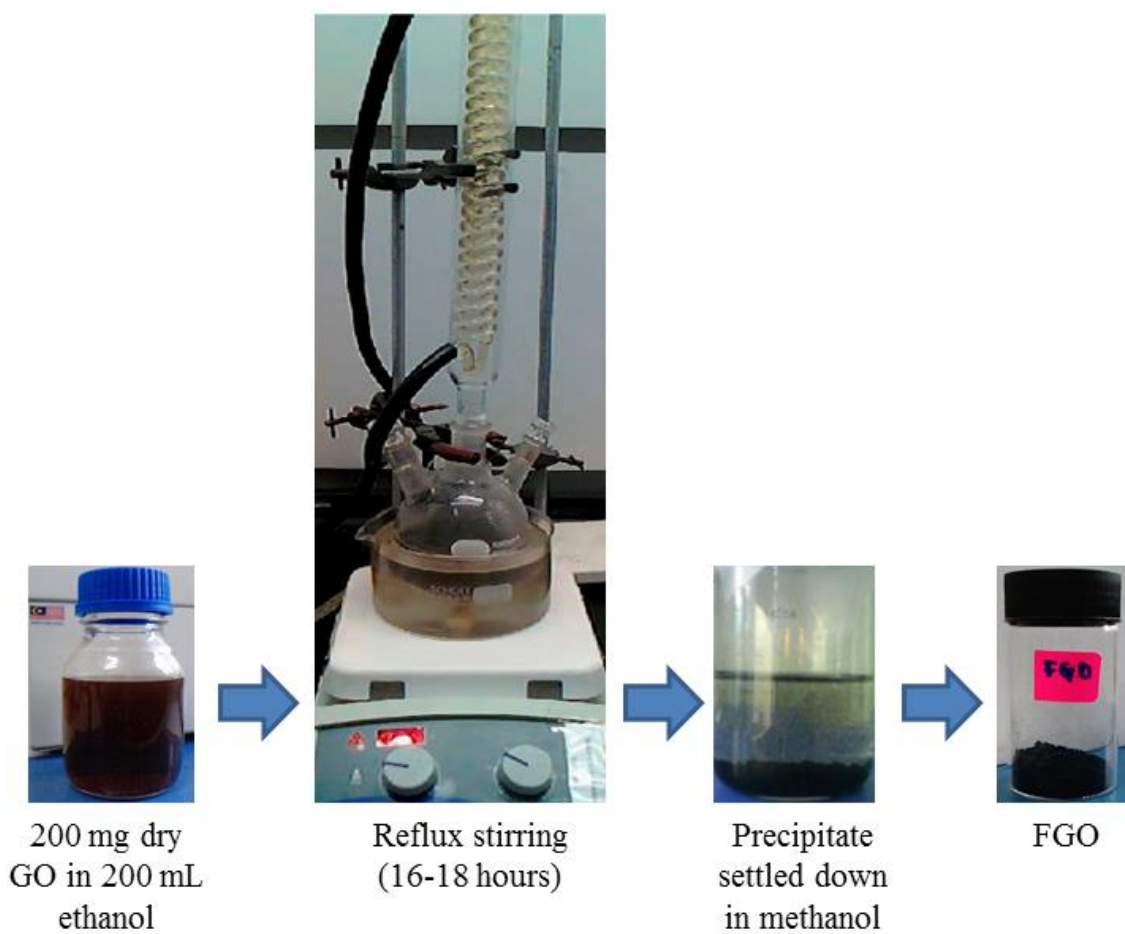 200 mg dry
GO in 200 mL
ethanol
Reflux stirring
(16-18 hours)
Precipitate
settled down
in methanol
FGO
FGO